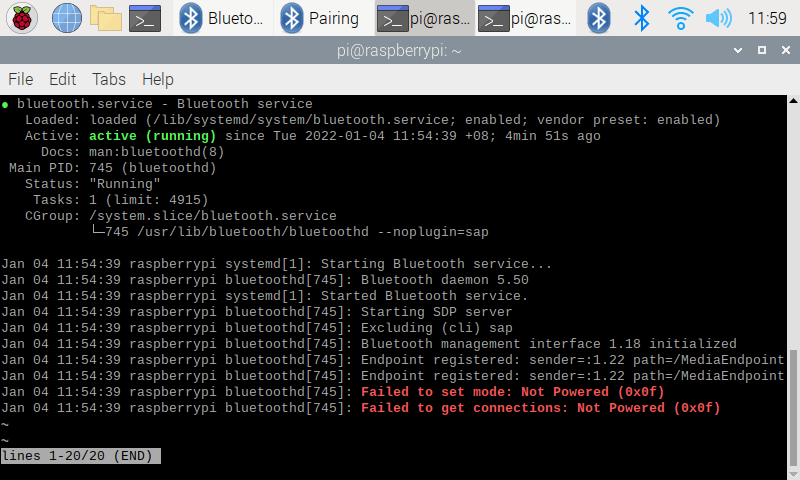 Blueto... Pairing pi@ras... pi@ras... 11:59
pi@raspberrypi: ~
File Edit Tabs Help
● bluetooth.service - Bluetooth service
Loaded: loaded (/lib/systemd/system/bluetooth.service; enabled; vendor preset: enabled)
Active: active (running) since Tue 2022-01-04 11:54:39 +08; 4min 51s ago
Docs: man:bluetoothd(8)
Main PID: 745 (bluetoothd)
Status: "Running"
Tasks: 1 (limit: 4915)
CGroup: /system.slice/bluetooth.service
└─745 /usr/lib/bluetooth/bluetoothd --noplugin=sap
Jan 04 11:54:39 raspberrypi systemd[1]: Starting Bluetooth service...
Jan 04 11:54:39 raspberrypi bluetoothd[745]: Bluetooth daemon 5.50
Jan 04 11:54:39 raspberrypi systemd[1]: Started Bluetooth service.
Jan 04 11:54:39 raspberrypi bluetoothd[745]: Starting SDP server
Jan 04 11:54:39 raspberrypi bluetoothd[745]: Excluding (cli) sap
Jan 04 11:54:39 raspberrypi bluetoothd[745]: Bluetooth management interface 1.18 initialized
Jan 04 11:54:39 raspberrypi bluetoothd[745]: Endpoint registered: sender=:1.22 path=/MediaEndpoint
Jan 04 11:54:39 raspberrypi bluetoothd[745]: Endpoint registered: sender=:1.22 path=/MediaEndpoint
Jan 04 11:54:39 raspberrypi bluetoothd[745]: Failed to set mode: Not Powered (0x0f)
Jan 04 11:54:39 raspberrypi bluetoothd[745]: Failed to get connections: Not Powered (0x0f)
~
~
lines 1-20/20 (END)